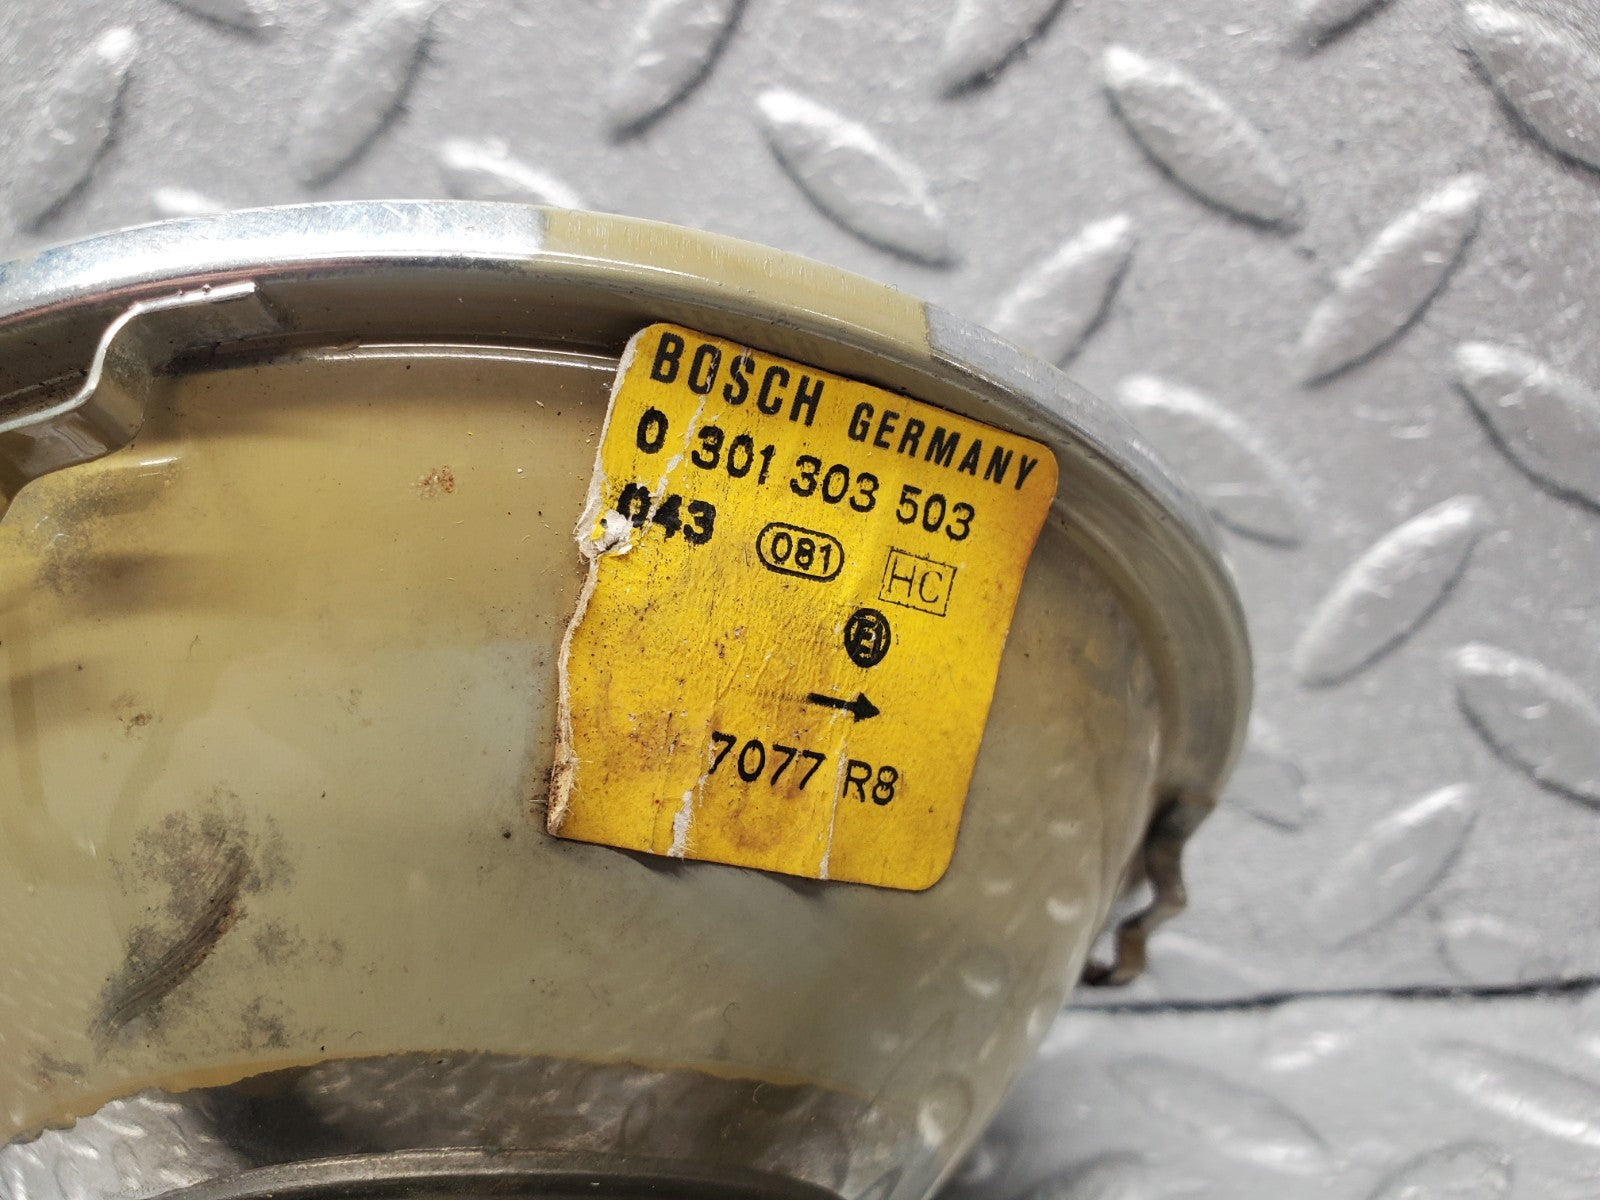 BOSCH GERMANY
0 301 303 503
043 081 HC
7077 R8